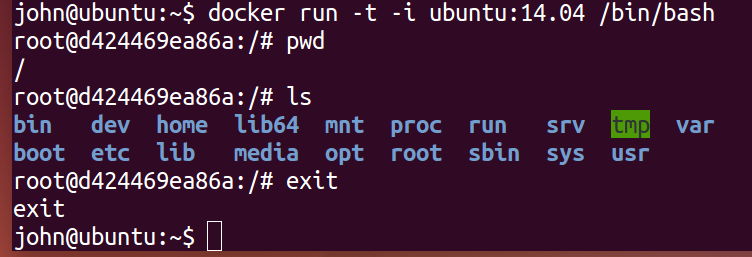 john@ubuntu:~$ docker run -t -i ubuntu:14.04 /bin/bash
root@d424469ea86a:/# pwd
/
root@d424469ea86a:/# ls
bin dev home lib64 mnt proc run srv tmp var
boot etc lib media opt root sbin sys usr
root@d424469ea86a:/# exit
exit
john@ubuntu:~$